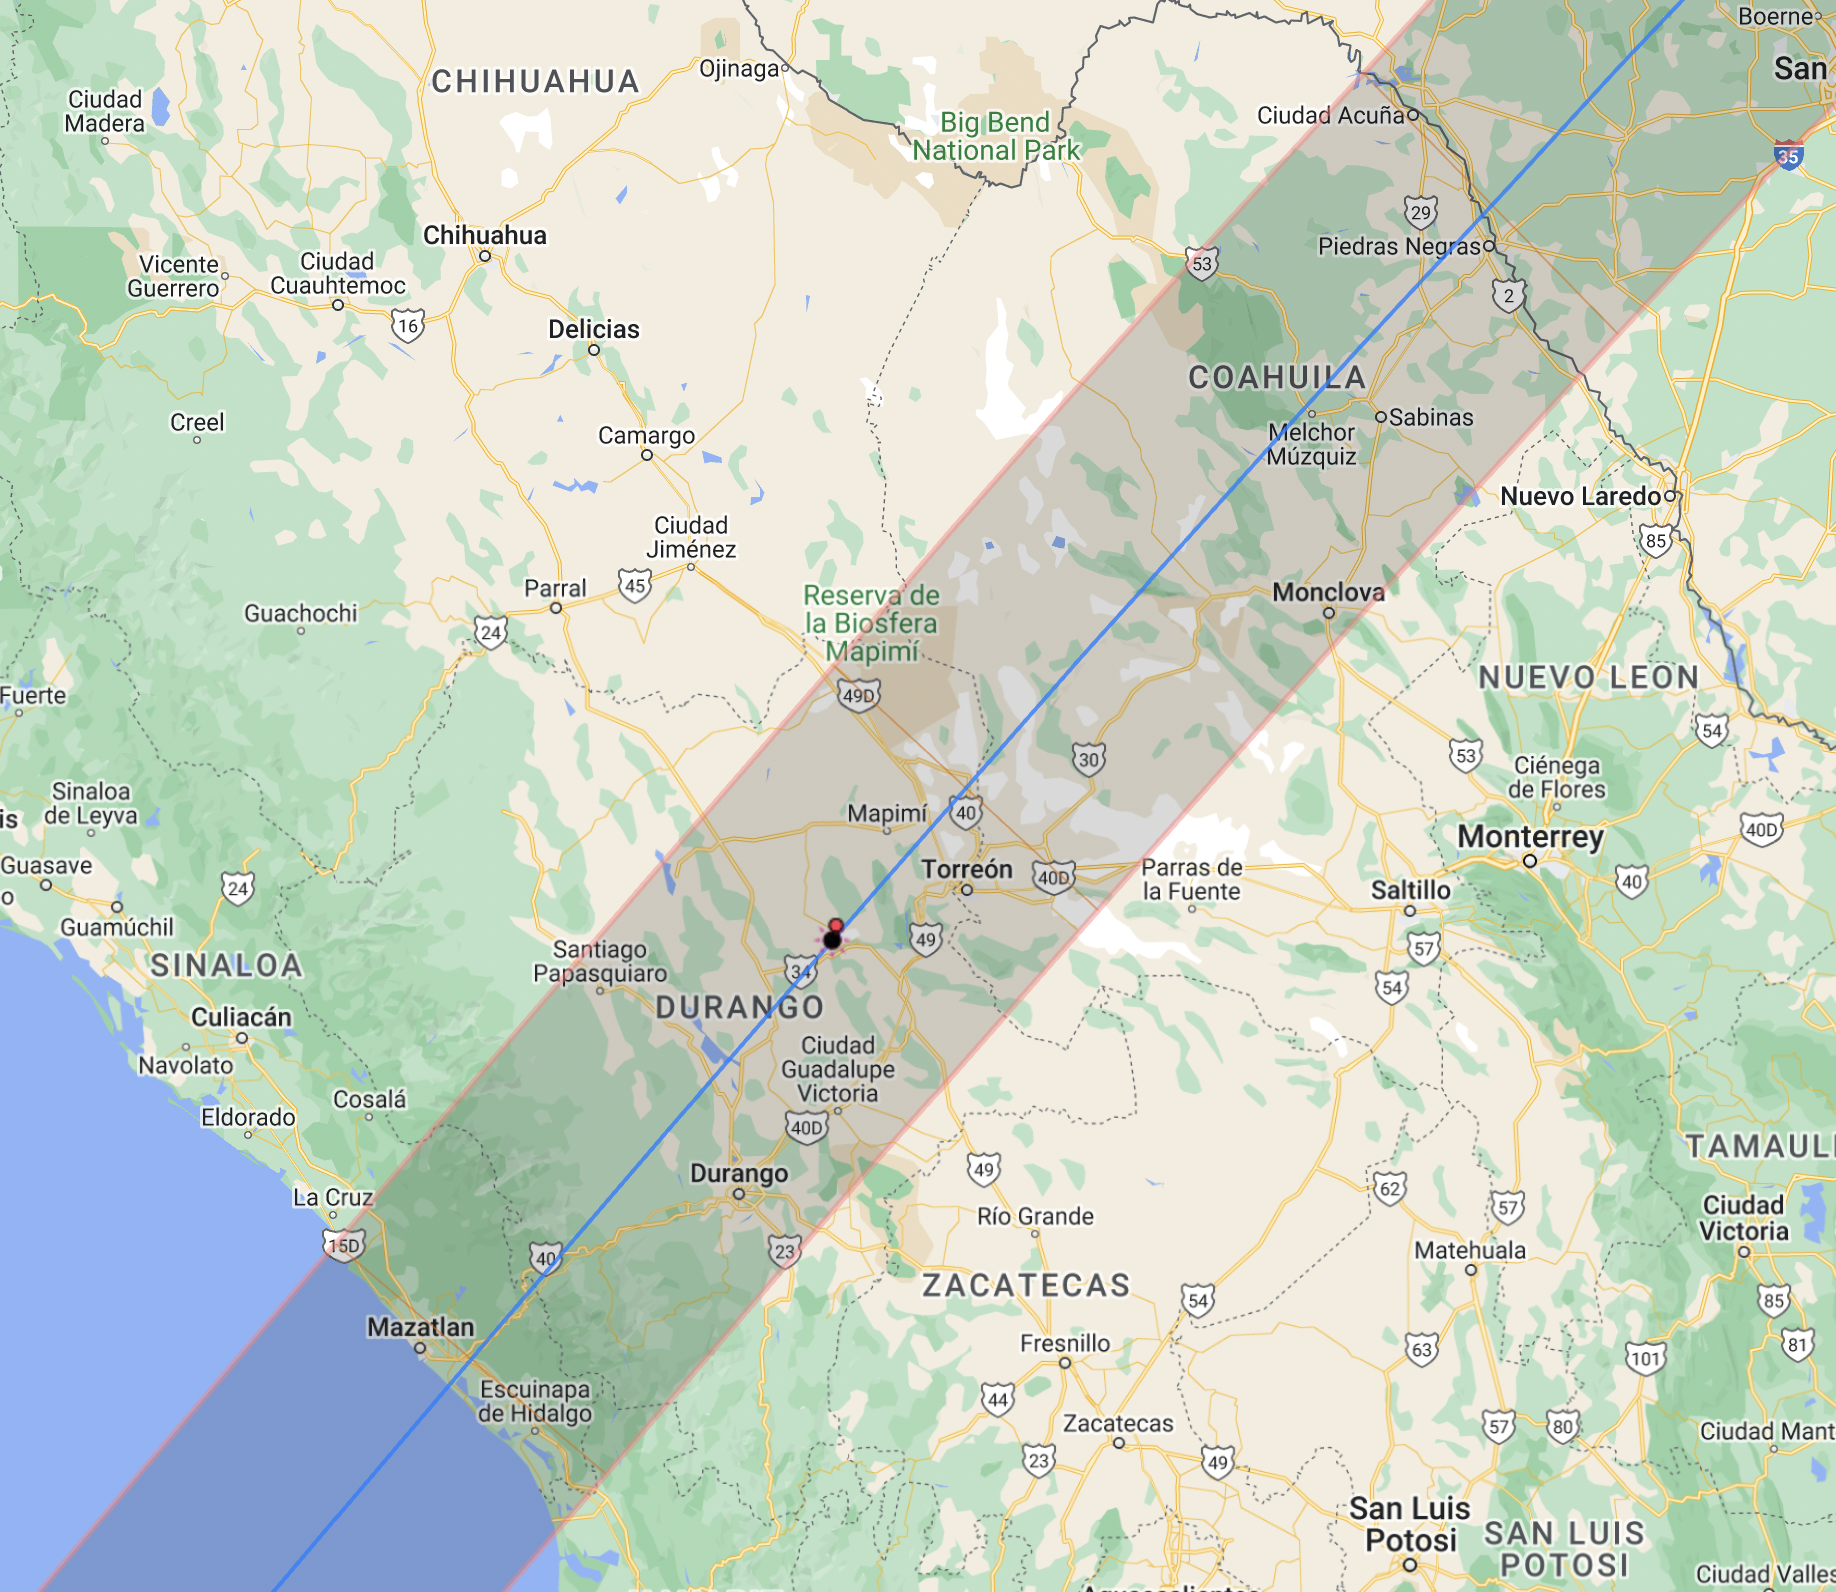 Boerne
San
Ojinaga
CHIHUAHUA
Ciudad
Madera
Big Bend
National Park
Ciudad Acuña
35
29
Chihuahua
Piedras Negras
Vicente
Guerrero
Ciudad
Cuauhtemoc
53
2
16
Delicias
COAHUILA
Creel
Camargo
Melchor
Múzquiz
Sabinas
Nuevo Laredo
85
Ciudad
Jiménez
Parral
45
Guachochi
24
Reserva de
la Biosfera
Mapimí
Monclova
NUEVO LEON
Fuerte
49D
54
53
30
Ciénega
de Flores
Sinaloa
de Leyva
is
Mapimí
40
40D
Monterrey
Guasave
o
24
Guamúchil
Torreón
40D
Parras de
la Fuente
Saltillo
40
Santiago
Papasquiaro
49
57
SINALOA
34
54
DURANGO
Culiacán
Navolato
Ciudad
Guadalupe
Victoria
Cosalá
Eldorado
40D
TAMAULI
Durango
49
62
57
Ciudad
Victoria
La Cruz
15D
40
23
Río Grande
Matehuala
ZACATECAS
54
85
Mazatlan
Fresnillo
63
101
81
Escuinapa
de Hidalgo
44
Zacatecas
57
80
Ciudad Mant
23
49
San Luis
Potosi
SAN LUIS
POTOSI
Ciudad Valles